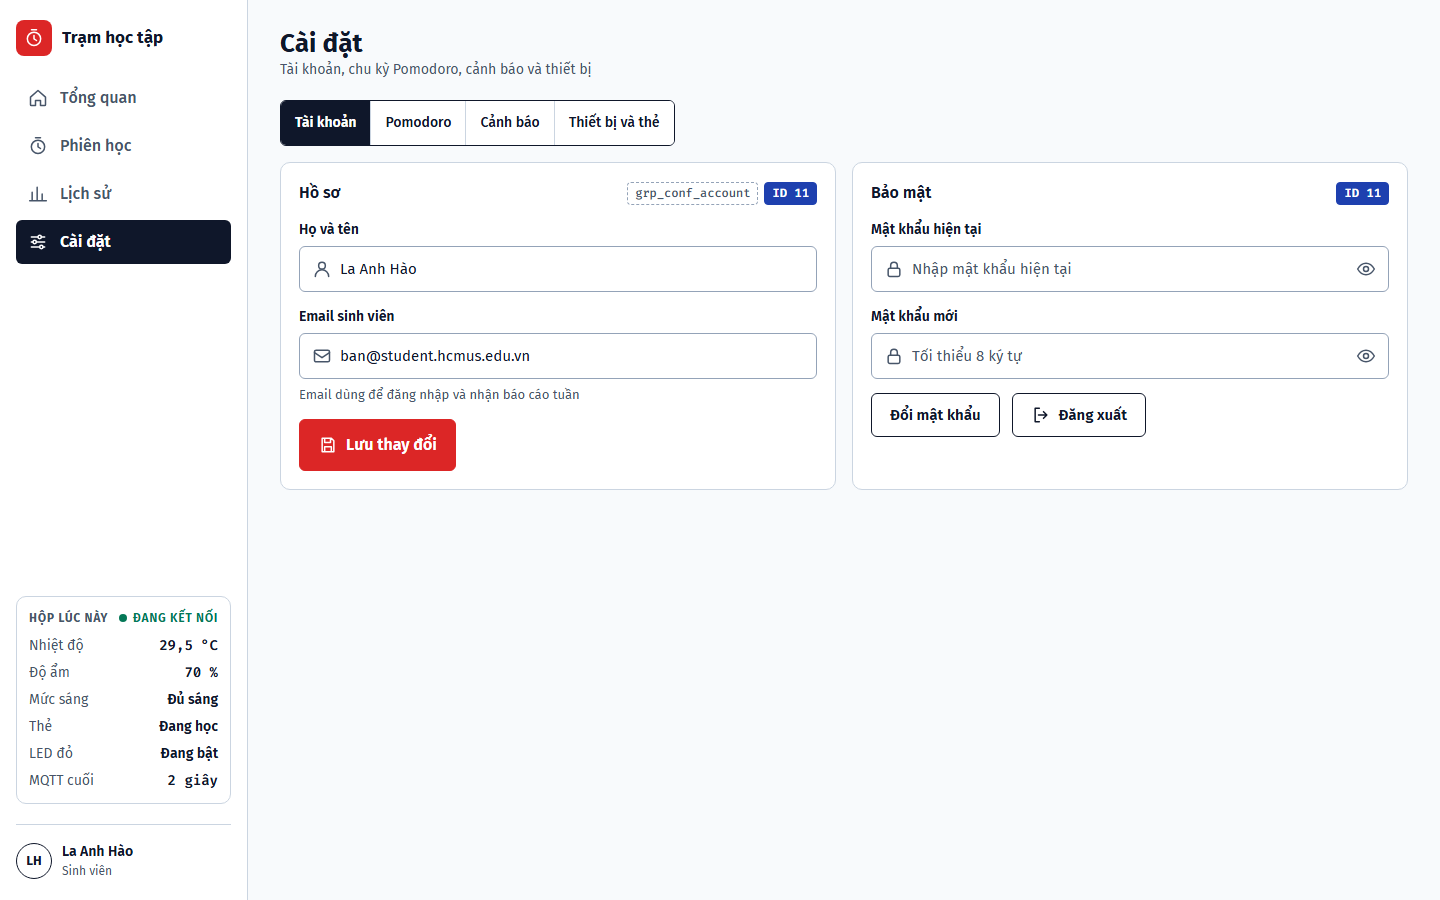 Trạm học tập
Tổng quan
Phiên học
Lịch sử
Cài đặt
HỘP LÚC NÀY ĐANG KẾT NỐI
Nhiệt độ 29,5 °C
Độ ẩm 70 %
Mức sáng Đủ sáng
Thẻ Đang học
LED đỏ Đang bật
MQTT cuối 2 giây
LH La Anh Hào
Sinh viên
Cài đặt
Tài khoản, chu kỳ Pomodoro, cảnh báo và thiết bị
Tài khoản Pomodoro Cảnh báo Thiết bị và thẻ
Hồ sơ grp_conf_account ID 11
Họ và tên
La Anh Hào
Email sinh viên
ban@student.hcmus.edu.vn
Email dùng để đăng nhập và nhận báo cáo tuần
Lưu thay đổi
Bảo mật ID 11
Mật khẩu hiện tại
Nhập mật khẩu hiện tại
Mật khẩu mới
Tối thiểu 8 ký tự
Đổi mật khẩu Đăng xuất